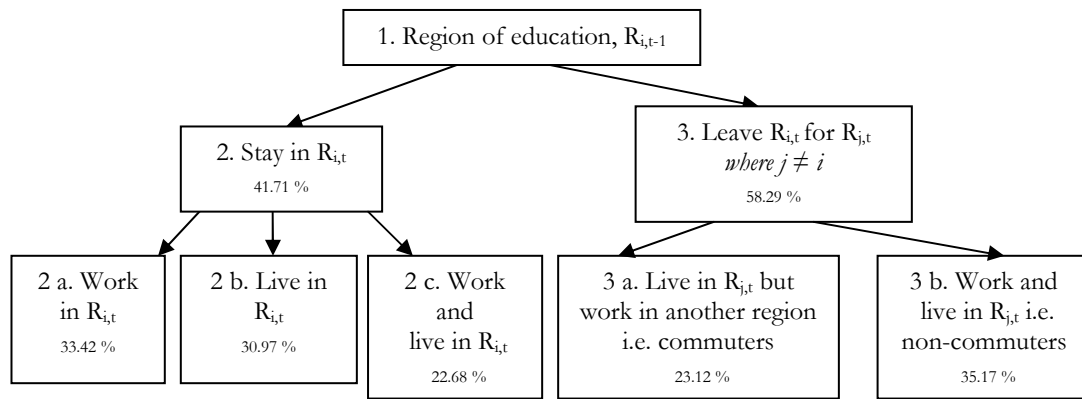 1. Region of education, Ri,t-1
2. Stay in Ri,t
41.71 %
3. Leave Ri,t for Rj,t
where j ≠ i
58.29 %
2 a. Work
in Ri,t
33.42 %
2 b. Live in
Ri,t
30.97 %
2 c. Work
and
live in Ri,t
22.68 %
3 a. Live in Rj,t but
work in another region
i.e. commuters
23.12 %
3 b. Work and
live in Rj,t i.e.
non-commuters
35.17 %